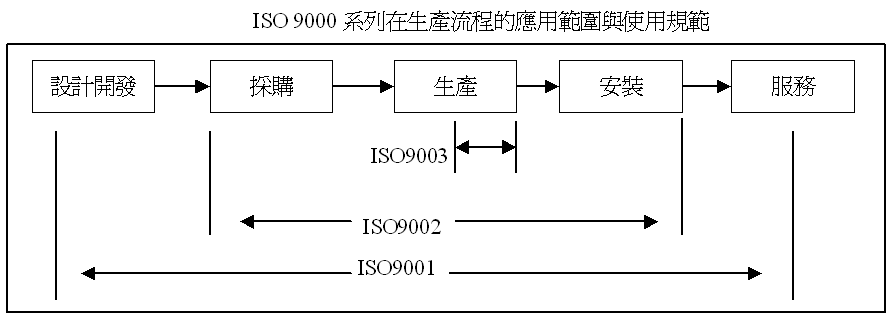 ISO 9000 系列在生產流程的應用範圍與使用規範
設計開發 採購 生產 安裝 服務
ISO9003
ISO9002
ISO9001